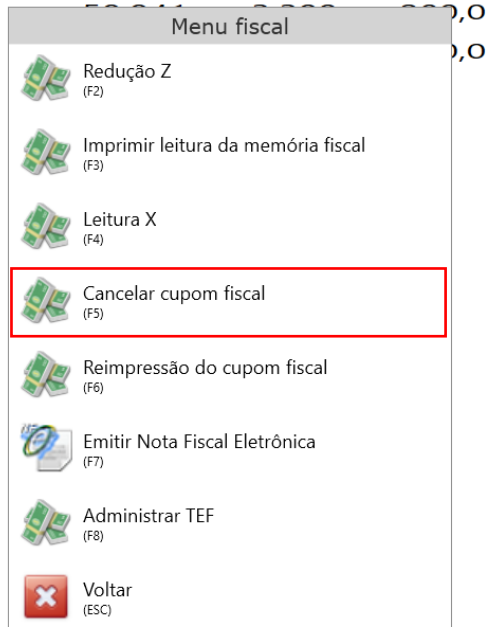 Menu fiscal
Redução Z
(F2)
Imprimir leitura da memória fiscal
(F3)
Leitura X
(F4)
Cancelar cupom fiscal
(F5)
Reimpressão do cupom fiscal
(F6)
Emitir Nota Fiscal Eletrônica
(F7)
Administrar TEF
(F8)
Voltar
(ESC)